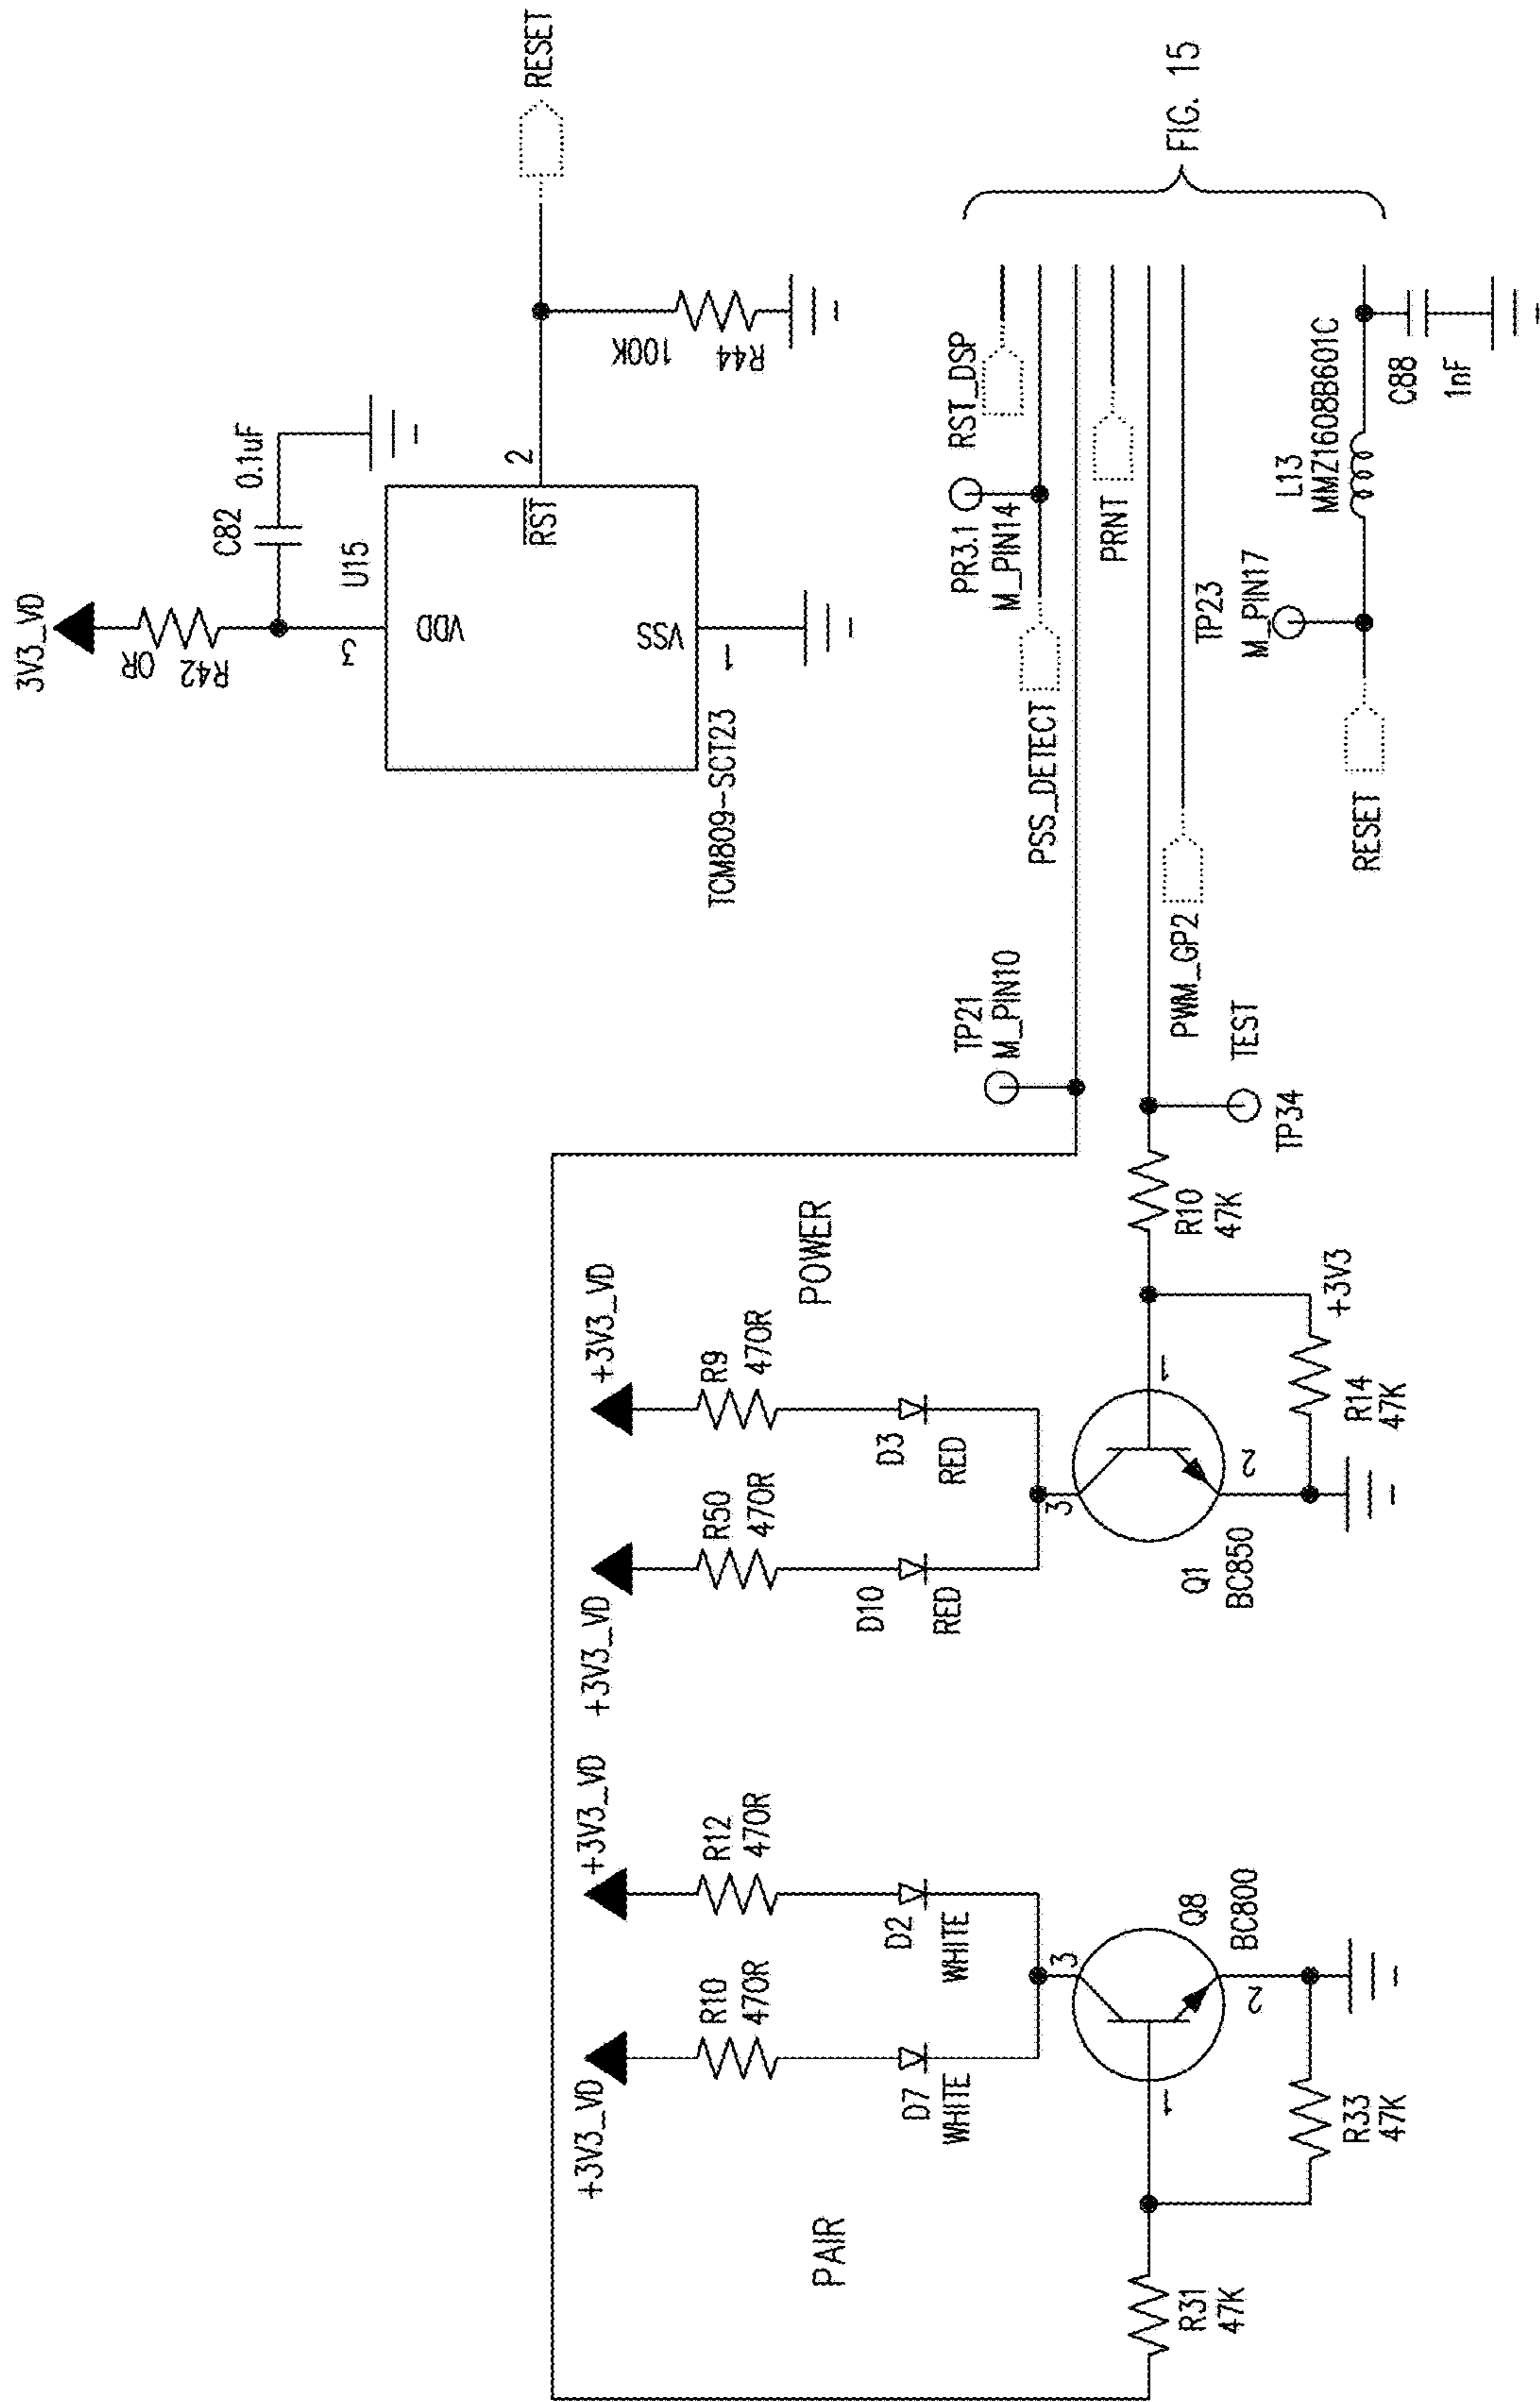 3V3_VD
0R
R42
C82
0.1uF
3
U15
VDD
RST
VSS
2
1
TCM809-SCT23
100K
R44
RESET
PR3.1
M_PIN14
RST_DSP
PSS_DETECT
PRNT
TP21
M_PIN10
PWM_GP2
TP23
M_PIN17
RESET
L13
MMZ1608B601C
C88
1nF
FIG. 15
TEST
TP34
R10
47K
POWER
+3V3_VD
R9
470R
D3
RED
+3V3_VD
R50
470R
D10
RED
3
1
2
Q1
BC850
+3V3
R14
47K
PAIR
+3V3_VD
R12
470R
D2
WHITE
+3V3_VD
R10
470R
D7
WHITE
3
1
2
Q8
BC800
R33
47K
R31
47K